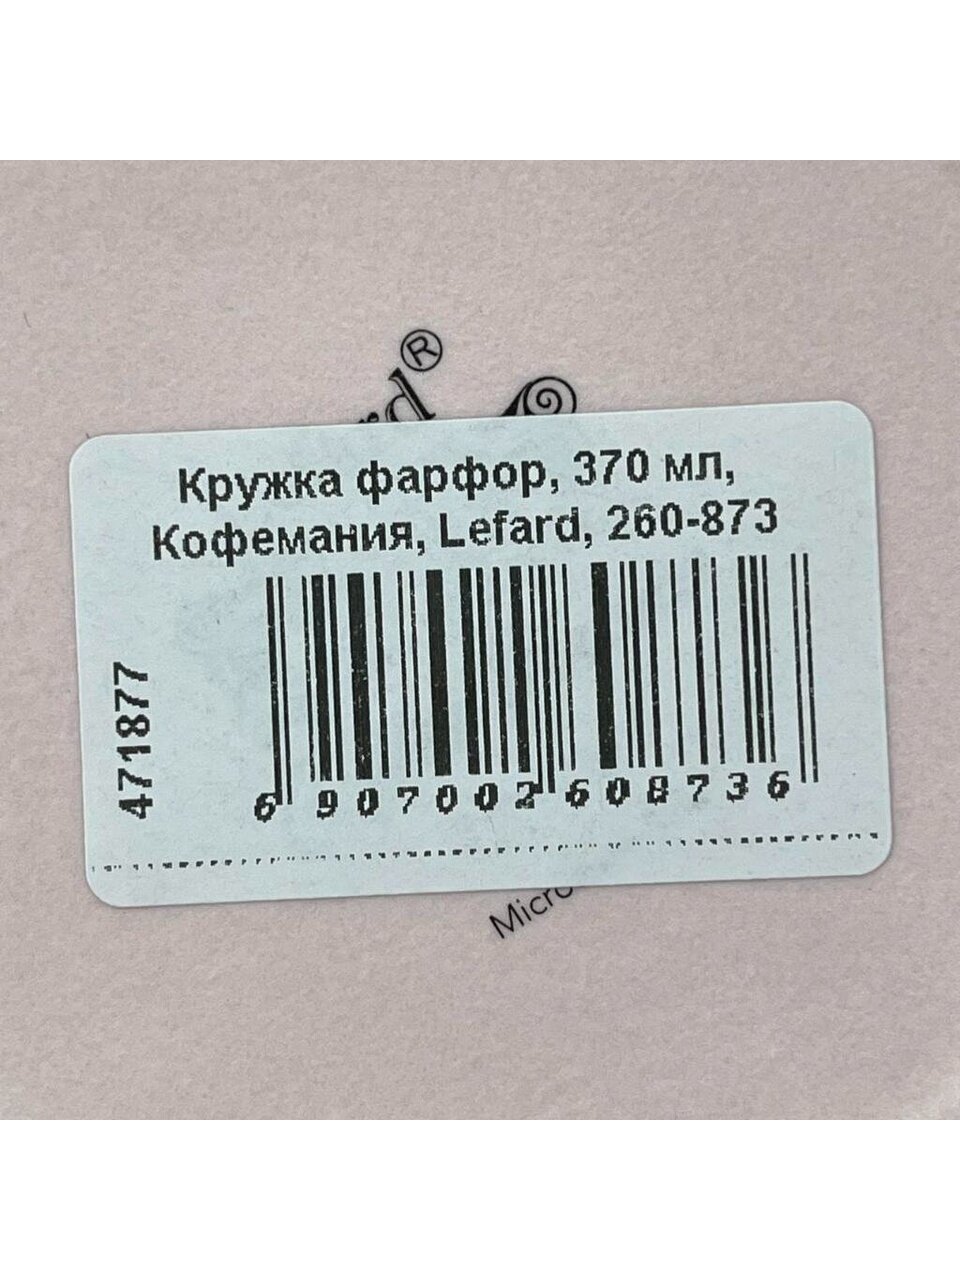 ®
Кружка фарфор, 370 мл,
Кофемания, Lefard, 260-873
471877
6 907002 608736